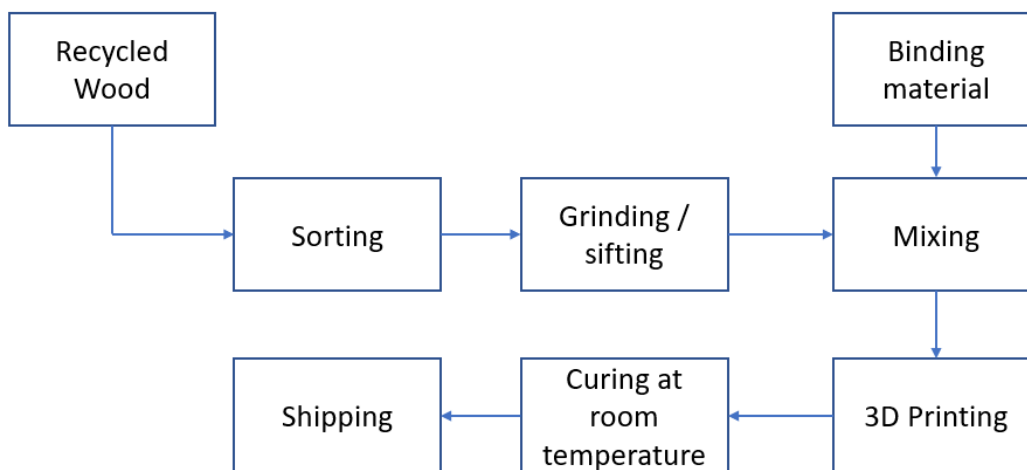 Recycled
Wood
Binding
material
Sorting
Grinding /
sifting
Mixing
Shipping
Curing at
room
temperature
3D Printing